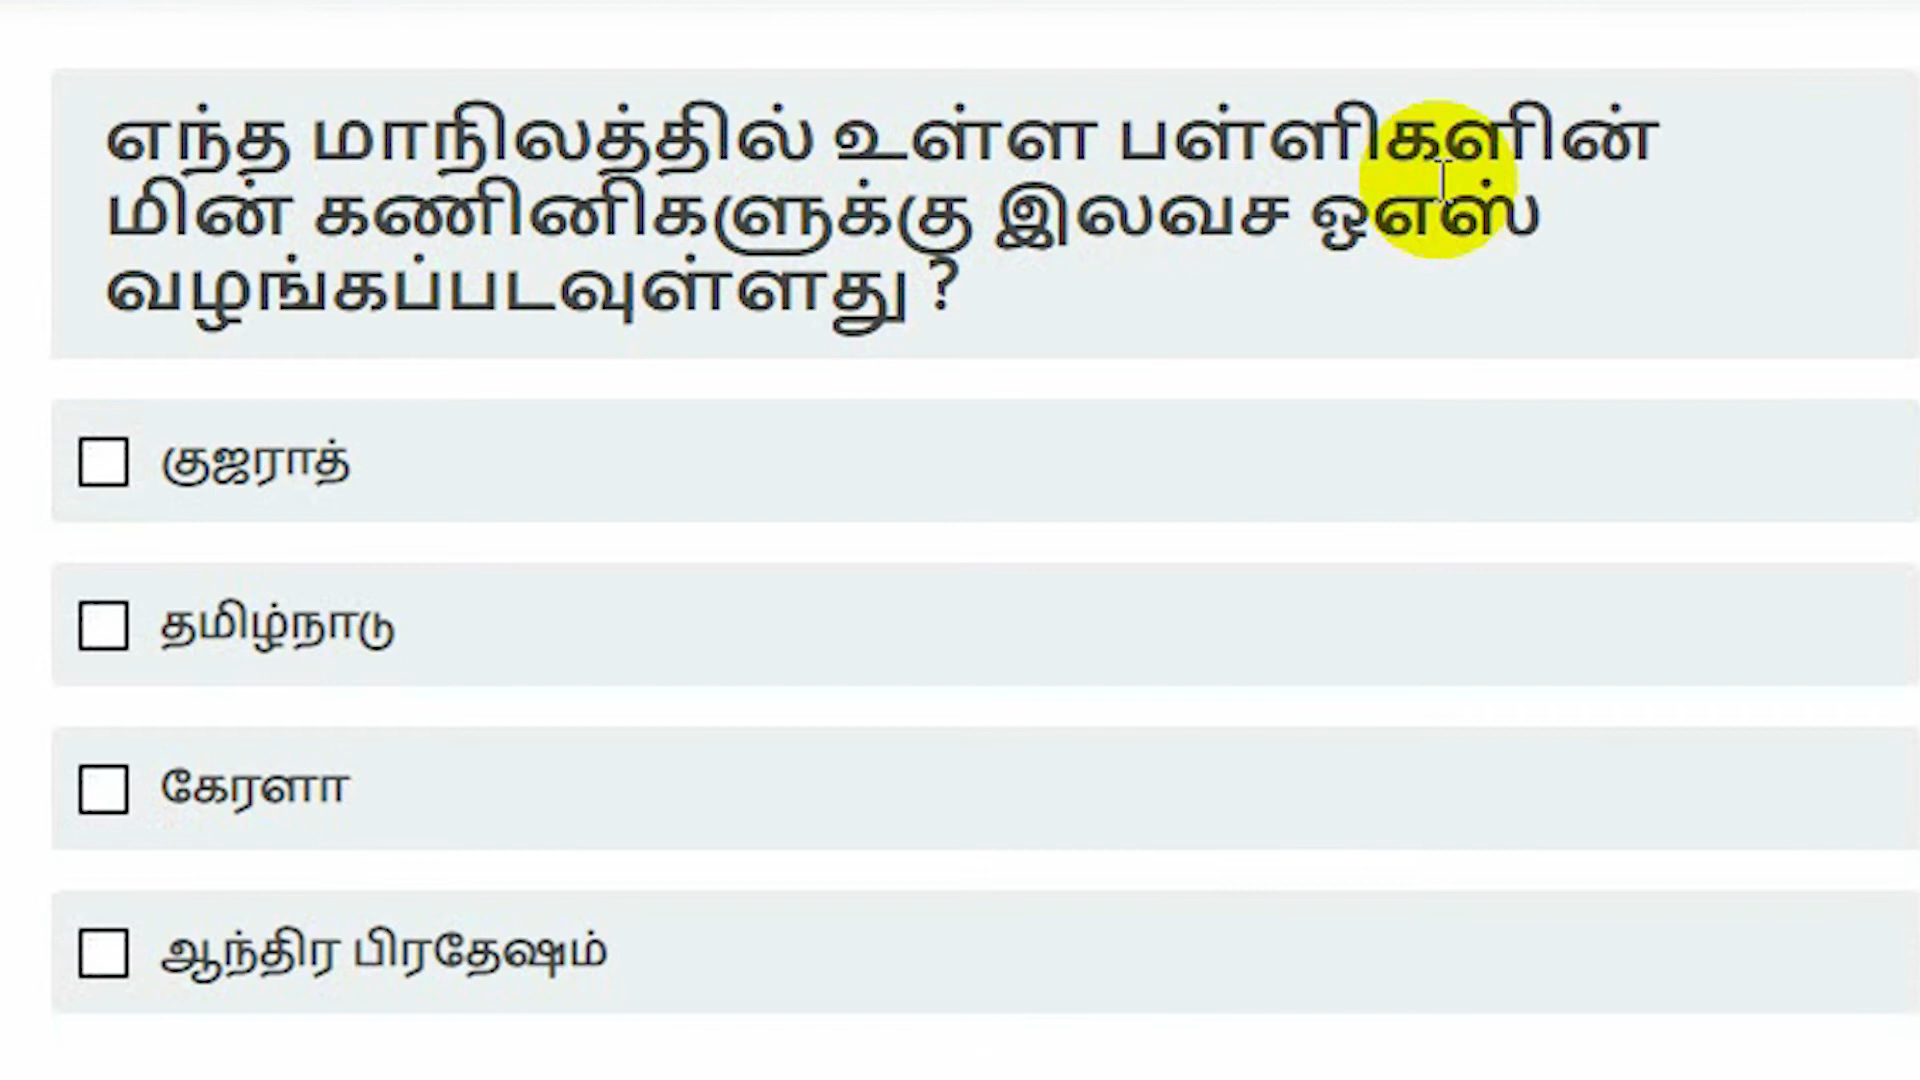 எந்த மாநிலத்தில் உள்ள பள்ளிகளின்
மின் கணினிகளுக்கு இலவச ஒஎஸ்
வழங்கப்படவுள்ளது ?
குஜராத்
தமிழ்நாடு
கேரளா
ஆந்திர பிரதேஷம்